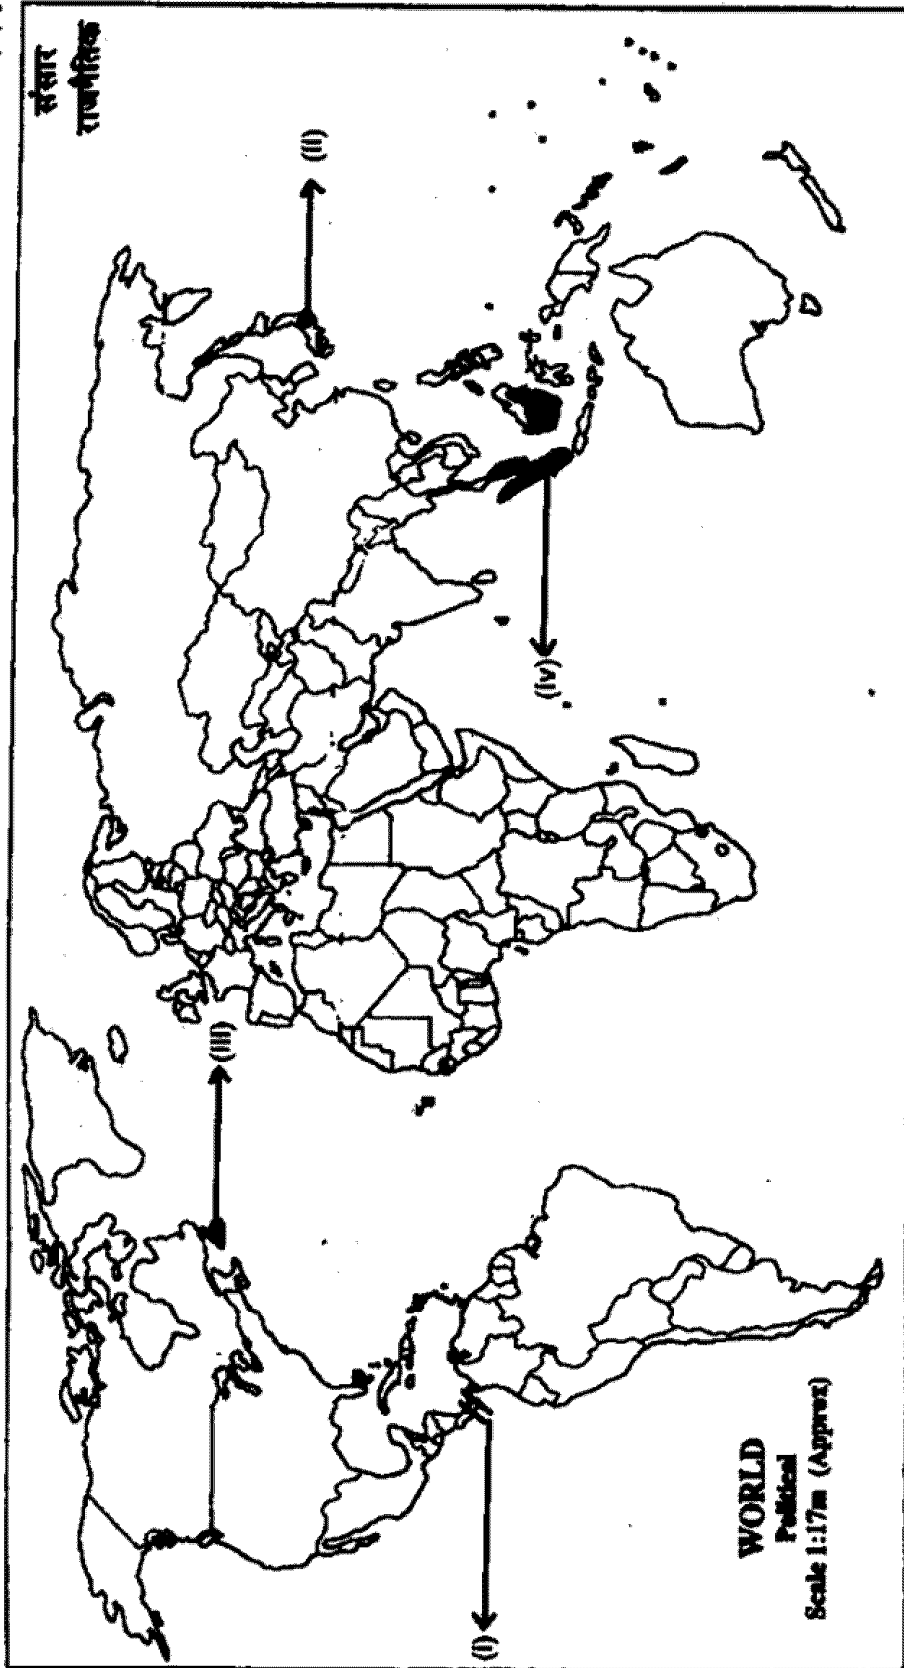 संसार
राजनैतिक
(ii)
(iii)
(iv)
(i)
WORLD
Political
Scale 1:17m (Approx)